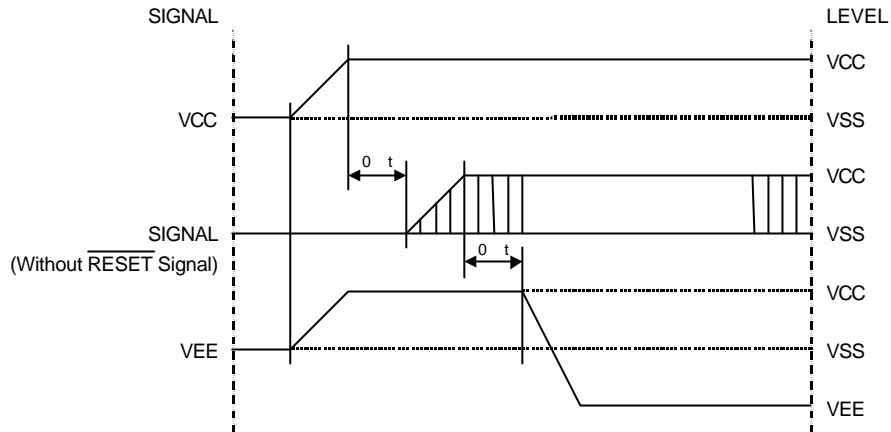 SIGNAL LEVEL
VCC
VCC VSS
0 t VCC
SIGNAL VSS
(Without RESET Signal) 0 t
VCC
VEE VSS
VEE